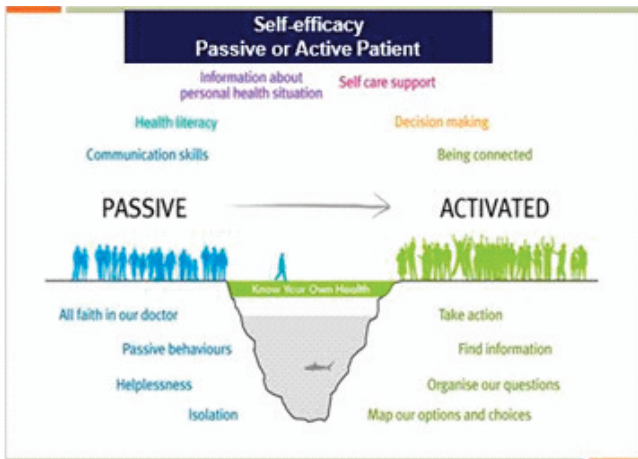 Self-efficacy
Passive or Active Patient
Information about
personal health situation
Self care support
Health literacy
Decision making
Communication skills
Being connected
PASSIVE
ACTIVATED
Know Your Own Health
All faith in our doctor
Take action
Passive behaviours
Find information
Helplessness
Organise our questions
Isolation
Map our options and choices